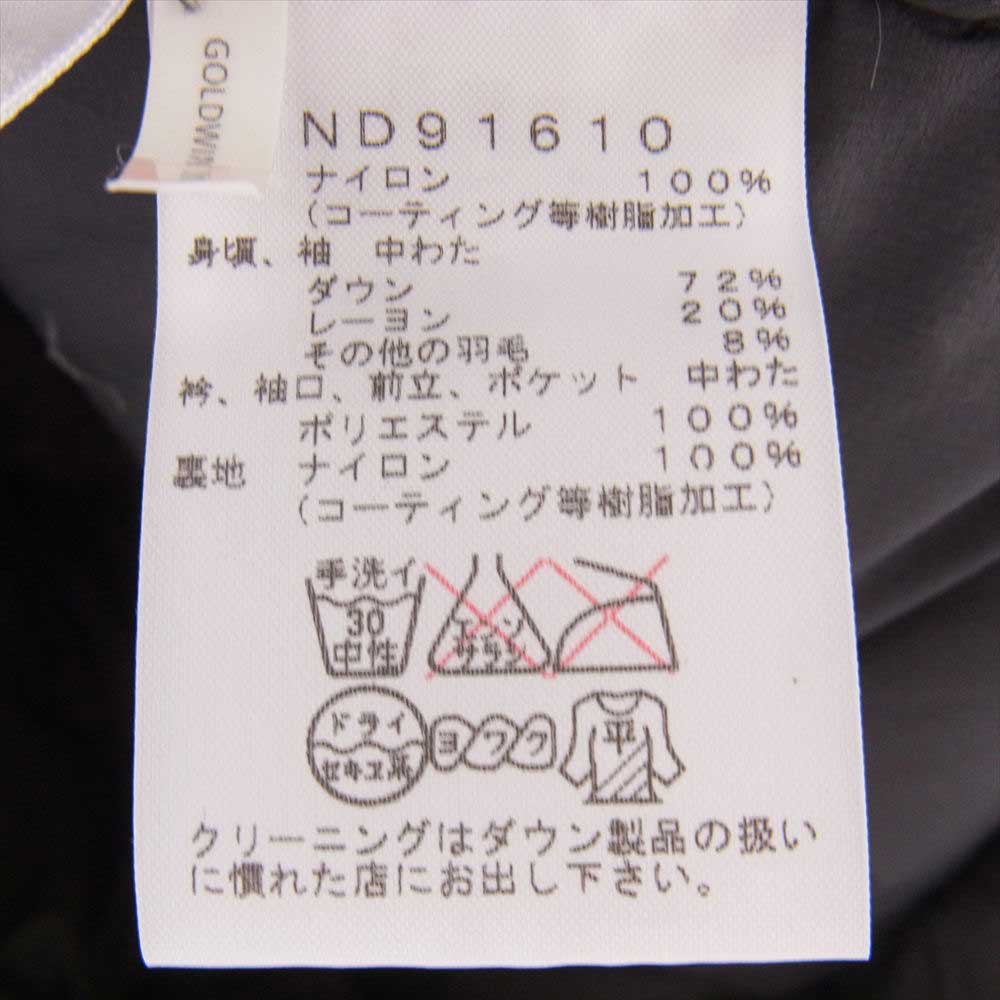 GOLDWIN
ND91610
ナイロン 100%
(コーティング等樹脂加工)
身頃、袖 中わた
ダウン 72%
レーヨン 20%
その他の羽毛 8%
衿、袖口、前立、ポケット 中わた
ポリエステル 100%
裏地 ナイロン 100%
(コーティング等樹脂加工)
手洗イ
30
中性
エンソ
サラシ
ドライ
セキユ系
ヨワク
平
クリーニングはダウン製品の扱い
に慣れた店にお出し下さい。